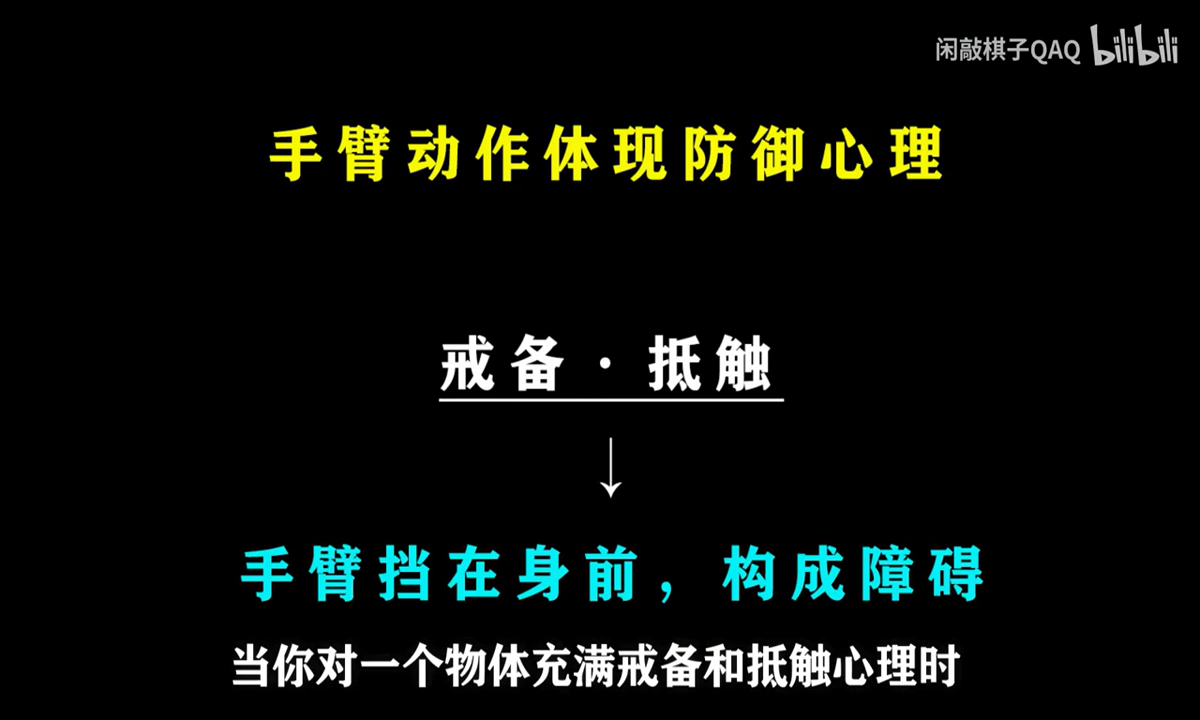 闲敲棋子QAQ bilibili
手臂动作体现防御心理
戒备·抵触
↓
手臂挡在身前，构成障碍
当你对一个物体充满戒备和抵触心理时